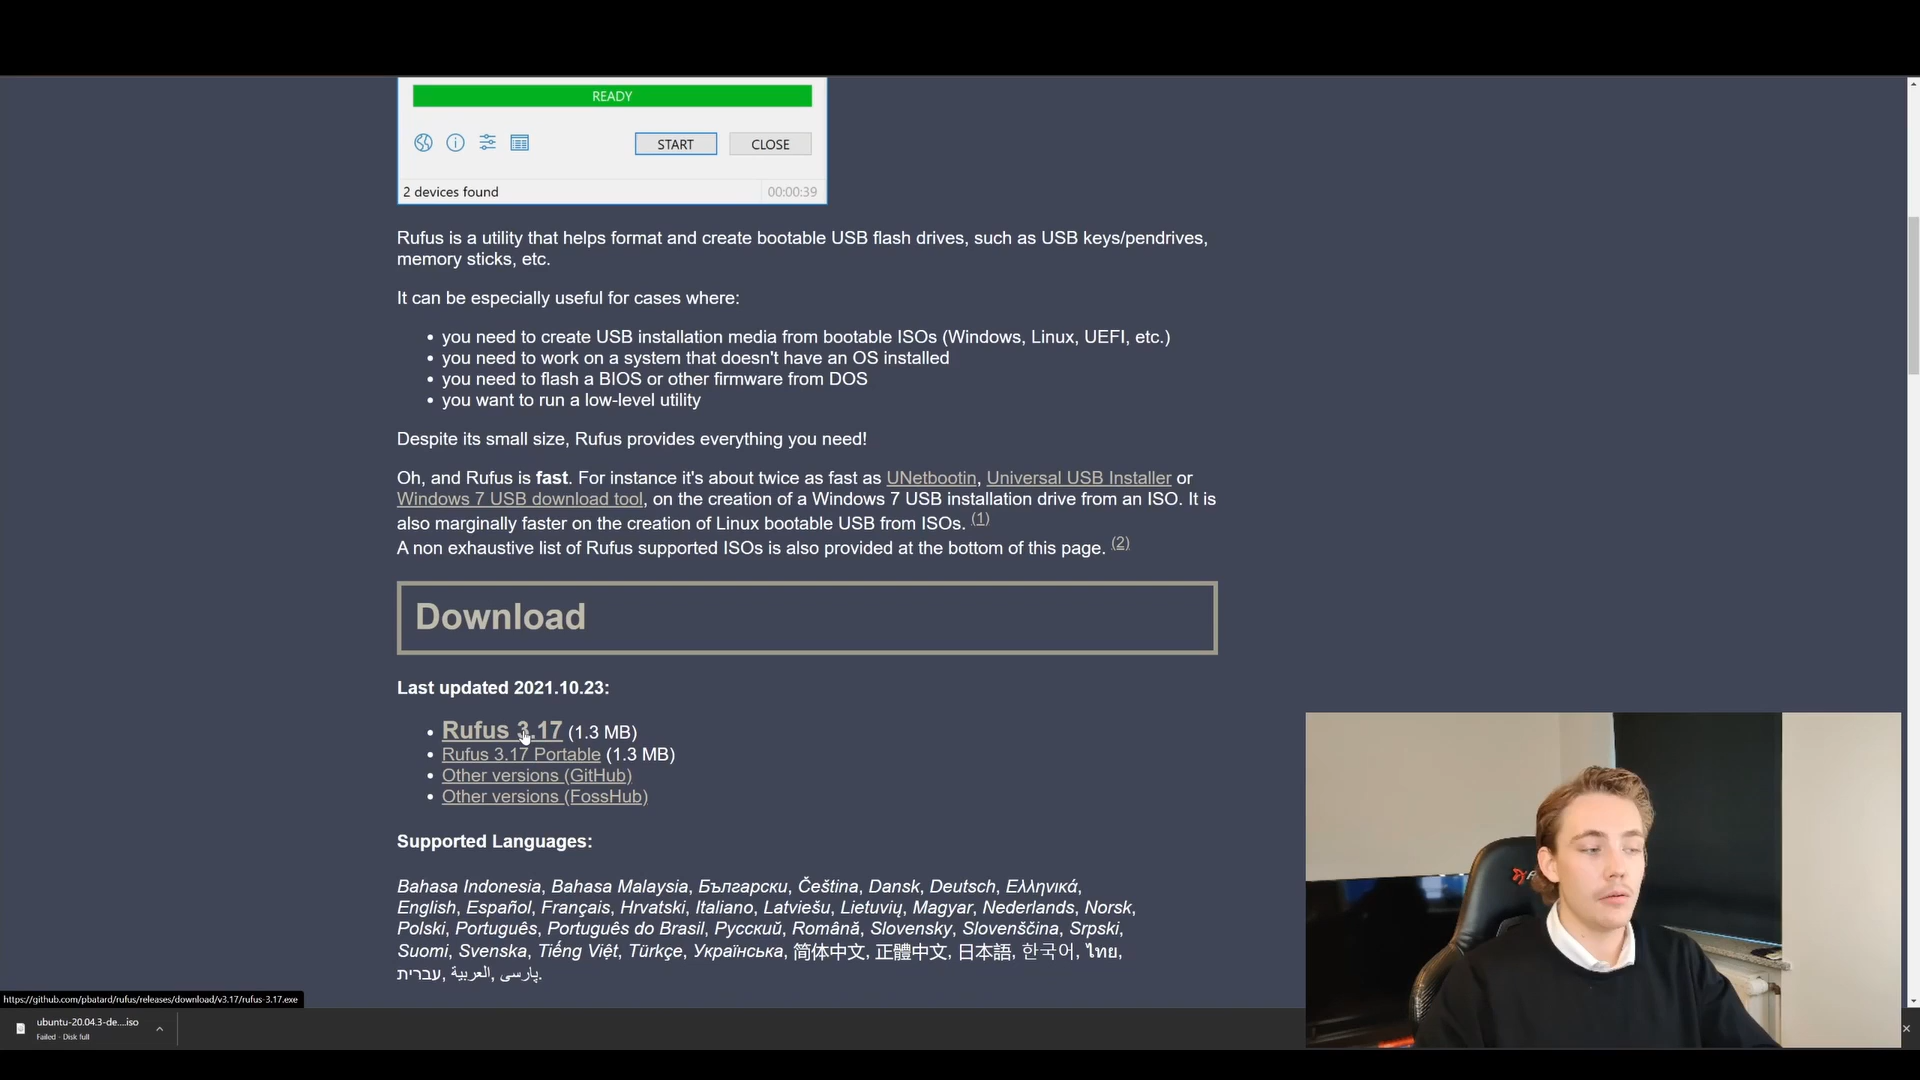 READY
START
CLOSE
2 devices found
00:00:39
Rufus is a utility that helps format and create bootable USB flash drives, such as USB keys/pendrives,
memory sticks, etc.
It can be especially useful for cases where:
• you need to create USB installation media from bootable ISOs (Windows, Linux, UEFI, etc.)
• you need to work on a system that doesn't have an OS installed
• you need to flash a BIOS or other firmware from DOS
• you want to run a low-level utility
Despite its small size, Rufus provides everything you need!
Oh, and Rufus is fast. For instance it's about twice as fast as UNetbootin, Universal USB Installer or
Windows 7 USB download tool, on the creation of a Windows 7 USB installation drive from an ISO. It is
also marginally faster on the creation of Linux bootable USB from ISOs. (1)
A non exhaustive list of Rufus supported ISOs is also provided at the bottom of this page. (2)
Download
Last updated 2021.10.23:
• Rufus 3.17 (1.3 MB)
• Rufus 3.17 Portable (1.3 MB)
• Other versions (GitHub)
• Other versions (FossHub)
Supported Languages:
Bahasa Indonesia, Bahasa Malaysia, Български, Čeština, Dansk, Deutsch, Ελληνικά,
English, Español, Français, Hrvatski, Italiano, Latviešu, Lietuvių, Magyar, Nederlands, Norsk,
Polski, Português, Português do Brasil, Русский, Română, Slovensky, Slovenščina, Srpski,
Suomi, Svenska, Tiếng Việt, Türkçe, Українська, 简体中文, 正體中文, 日本語, 한국어, ไทย,
עברית, العربية, پارسی.
https://github.com/pbatard/rufus/releases/download/v3.17/rufus-3.17.exe
ubuntu-20.04.3-de....iso
Failed - Disk full